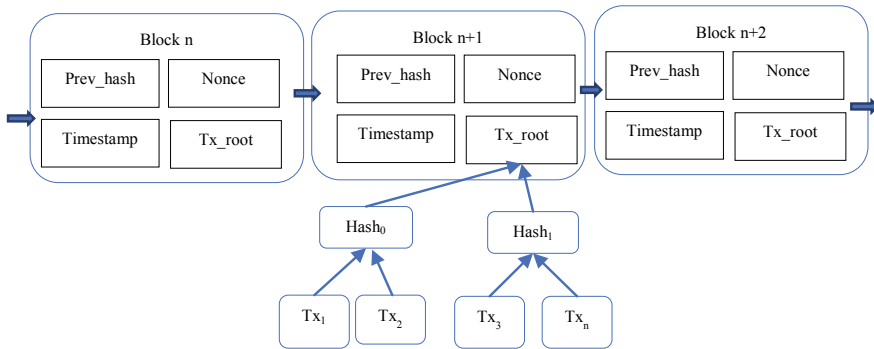 Block n
Prev_hash
Nonce
Timestamp
Tx_root
Block n+1
Prev_hash
Nonce
Timestamp
Tx_root
Block n+2
Prev_hash
Nonce
Timestamp
Tx_root
Hash₀
Hash₁
Tx₁
Tx₂
Tx₃
Txₙ